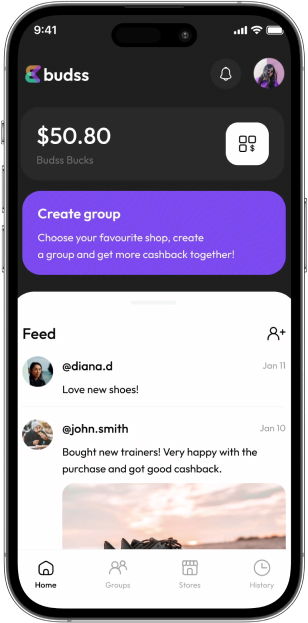 9:41
budss
$50.80
Budss Bucks
$
Create group
Choose your favourite shop, create
a group and get more cashback together!
Feed
@diana.d
Jan 11
Love new shoes!
@john.smith
Jan 10
Bought new trainers! Very happy with the
purchase and got good cashback.
Home
Groups
Stores
History